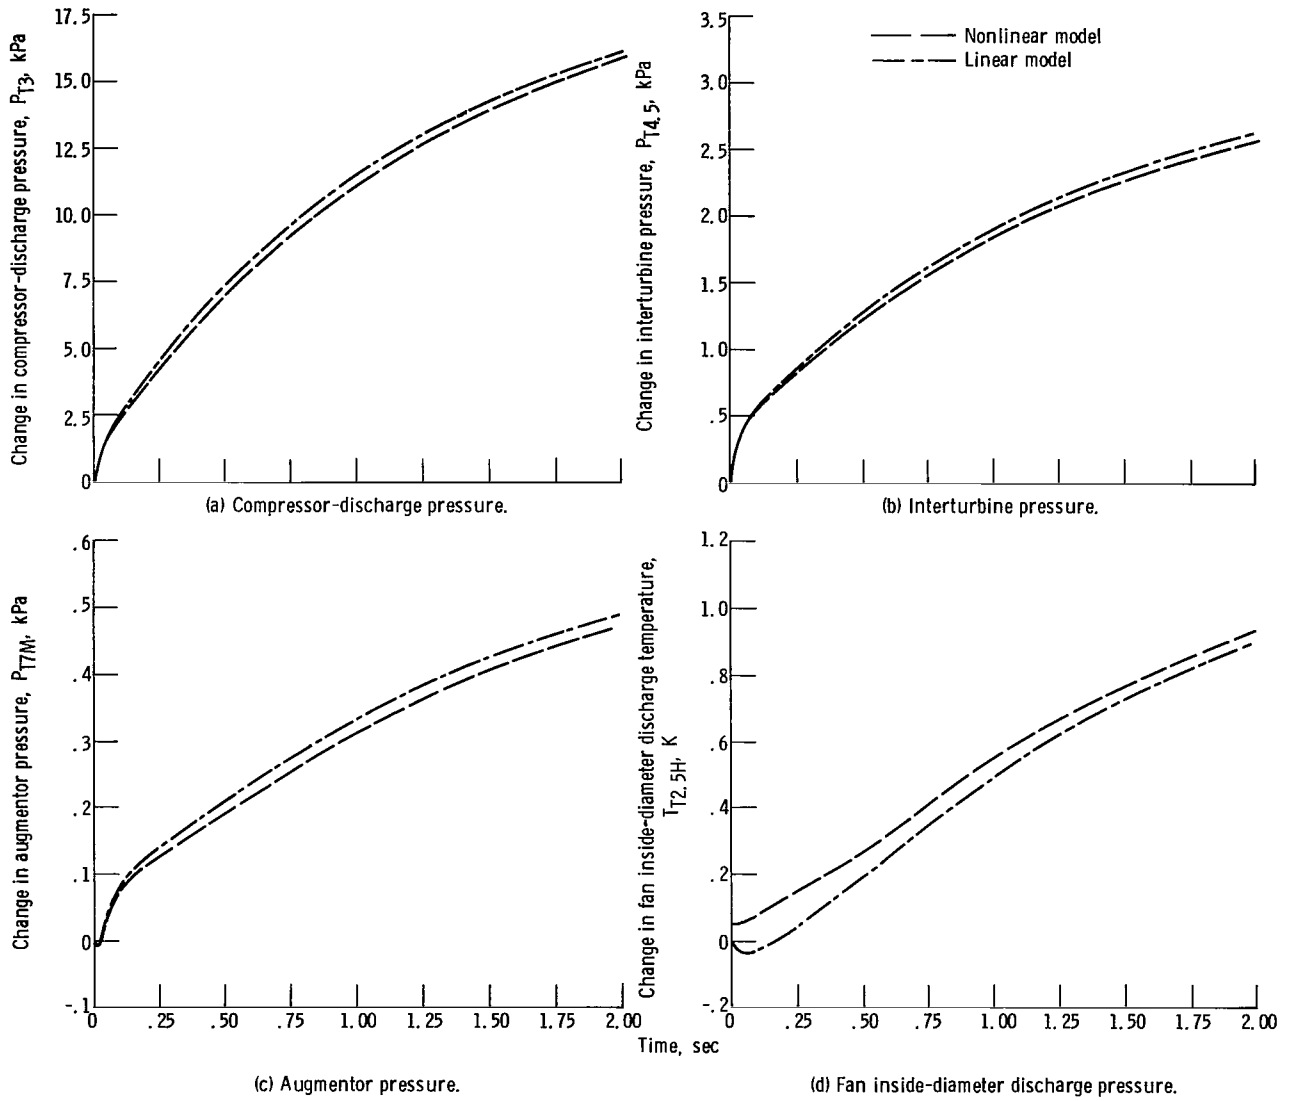 Change in compressor-discharge pressure, PT3, kPa
17.5
15.0
12.5
10.0
7.5
5.0
2.5
0
(a) Compressor-discharge pressure.
Change in interturbine pressure, PT4.5, kPa
3.5
3.0
2.5
2.0
1.5
1.0
.5
0
Nonlinear model
Linear model
(b) Interturbine pressure.
Change in augmentor pressure, PT7M, kPa
.6
.5
.4
.3
.2
.1
0
-.1
0 .25 .50 .75 1.00 1.25 1.50 1.75 2.00
(c) Augmentor pressure.
Change in fan inside-diameter discharge temperature,
TT2.5H, K
1.2
1.0
.8
.6
.4
.2
0
-.2
0 .25 .50 .75 1.00 1.25 1.50 1.75 2.00
Time, sec
(d) Fan inside-diameter discharge pressure.